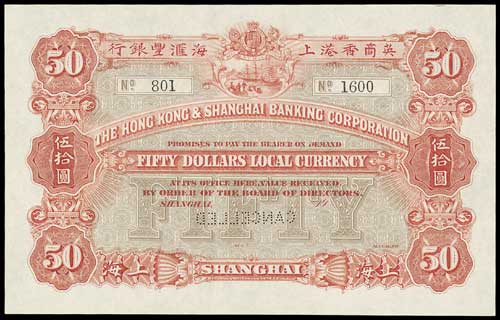 英商香港上海滙豐銀行
50 50
No. 801 No. 1600
THE HONG KONG & SHANGHAI BANKING CORPORATION
PROMISES TO PAY THE BEARER ON DEMAND
伍拾圓 伍拾圓
FIFTY DOLLARS LOCAL CURRENCY
AT ITS OFFICE HERE, VALUE RECEIVED.
BY ORDER OF THE BOARD OF DIRECTORS.
SHANGHAI 19
FIFTY
CANCELLED
MANAGER
50 上海 SHANGHAI 上海 50